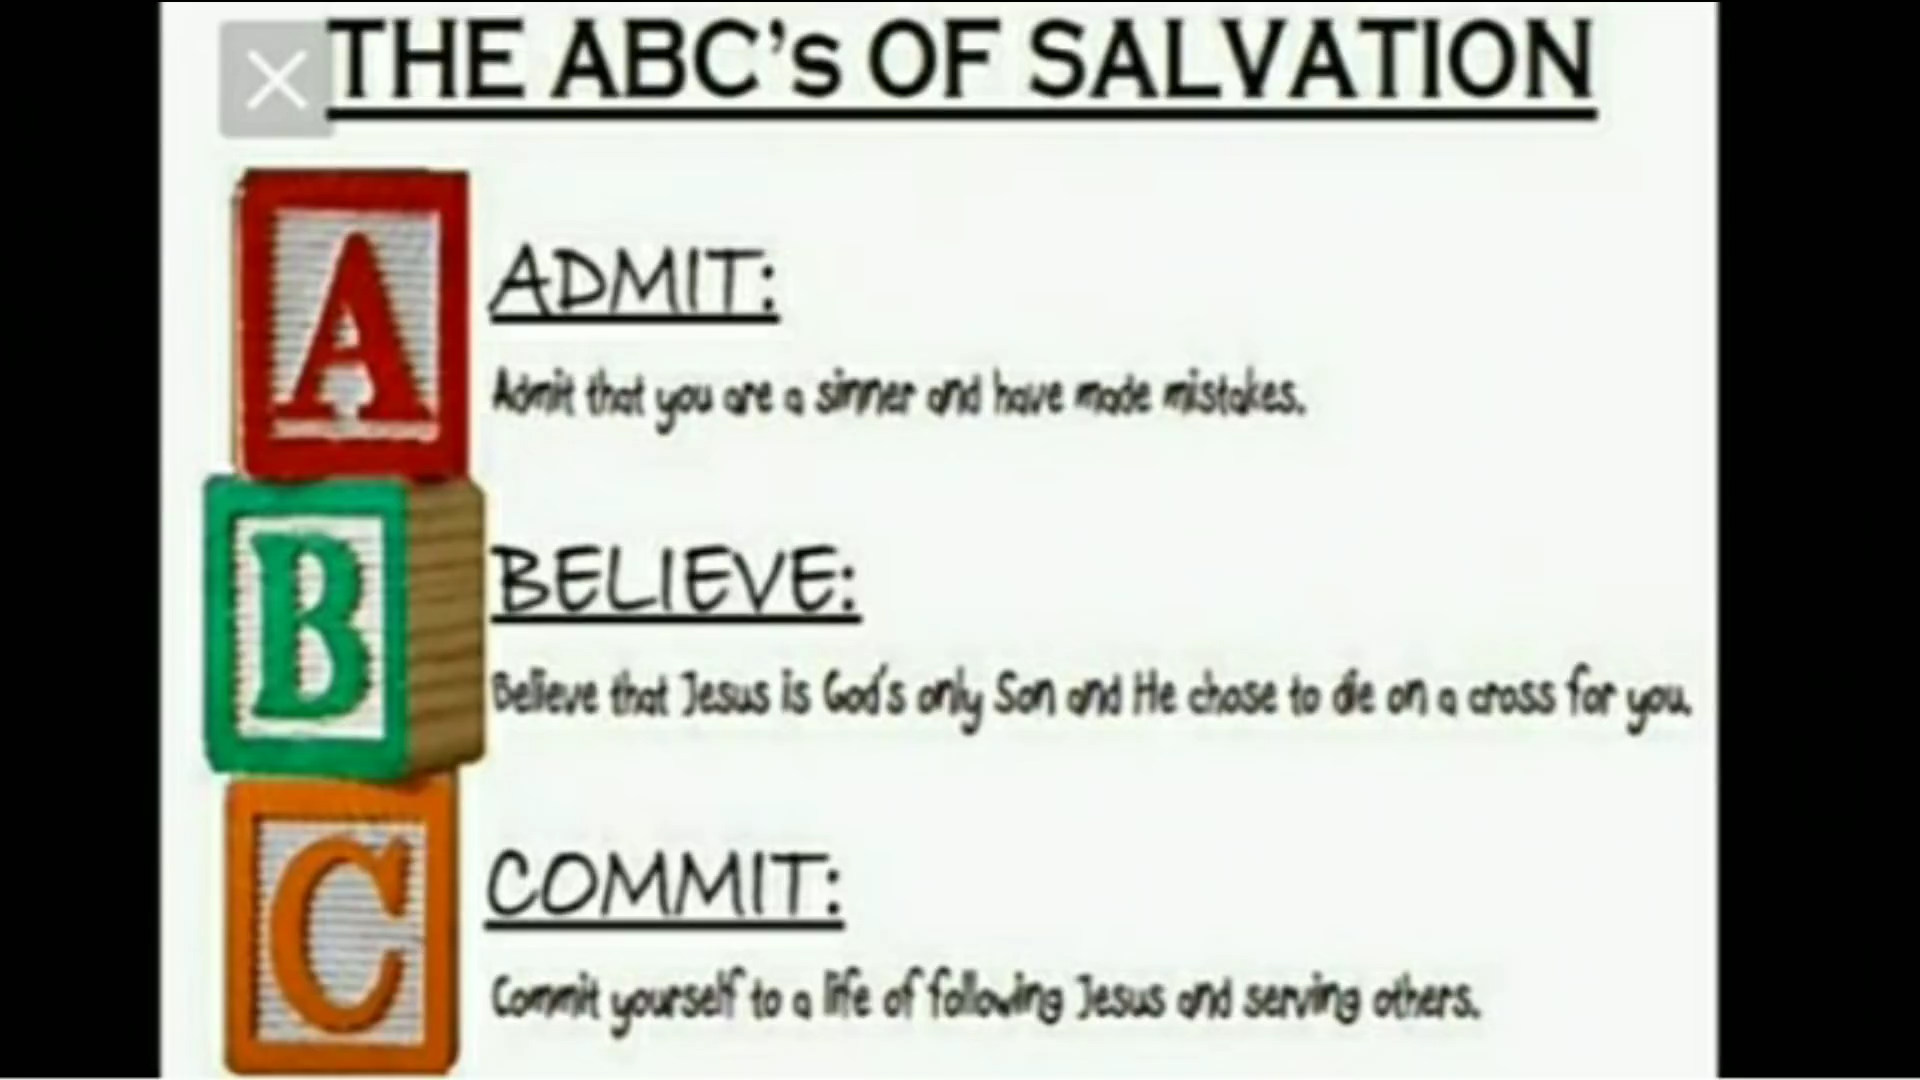 THE ABC's OF SALVATION
A
ADMIT:
Admit that you are a sinner and have made mistakes.
B
BELIEVE:
Believe that Jesus is God's only Son and He chose to die on a cross for you.
C
COMMIT:
Commit yourself to a life of following Jesus and serving others.